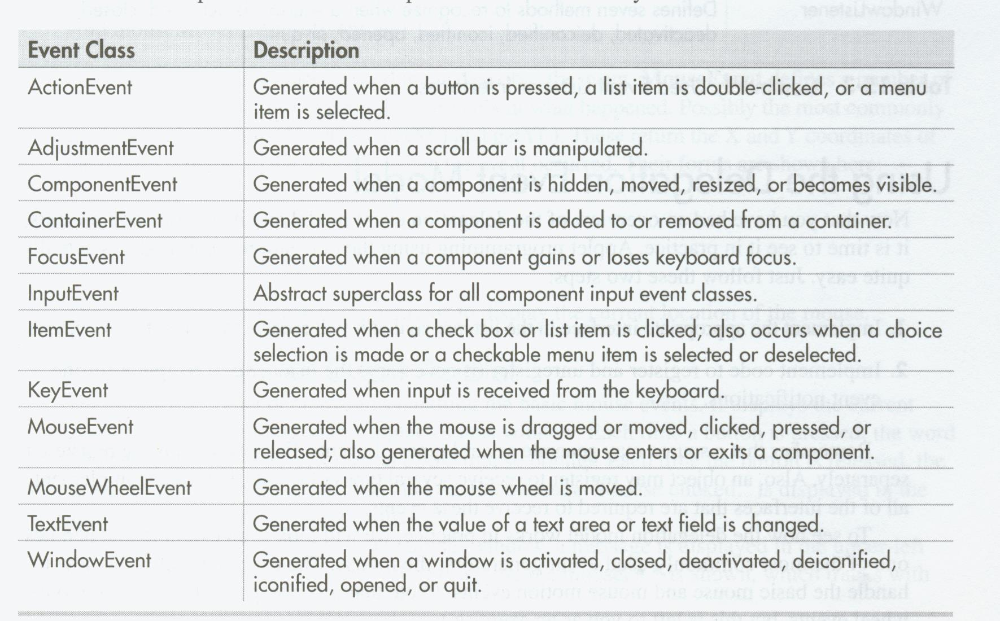 Event Class Description
ActionEvent Generated when a button is pressed, a list item is double-clicked, or a menu
item is selected.
AdjustmentEvent Generated when a scroll bar is manipulated.
ComponentEvent Generated when a component is hidden, moved, resized, or becomes visible.
ContainerEvent Generated when a component is added to or removed from a container.
FocusEvent Generated when a component gains or loses keyboard focus.
InputEvent Abstract superclass for all component input event classes.
ItemEvent Generated when a check box or list item is clicked; also occurs when a choice
selection is made or a checkable menu item is selected or deselected.
KeyEvent Generated when input is received from the keyboard.
MouseEvent Generated when the mouse is dragged or moved, clicked, pressed, or
released; also generated when the mouse enters or exits a component.
MouseWheelEvent Generated when the mouse wheel is moved.
TextEvent Generated when the value of a text area or text field is changed.
WindowEvent Generated when a window is activated, closed, deactivated, deiconified,
iconified, opened, or quit.